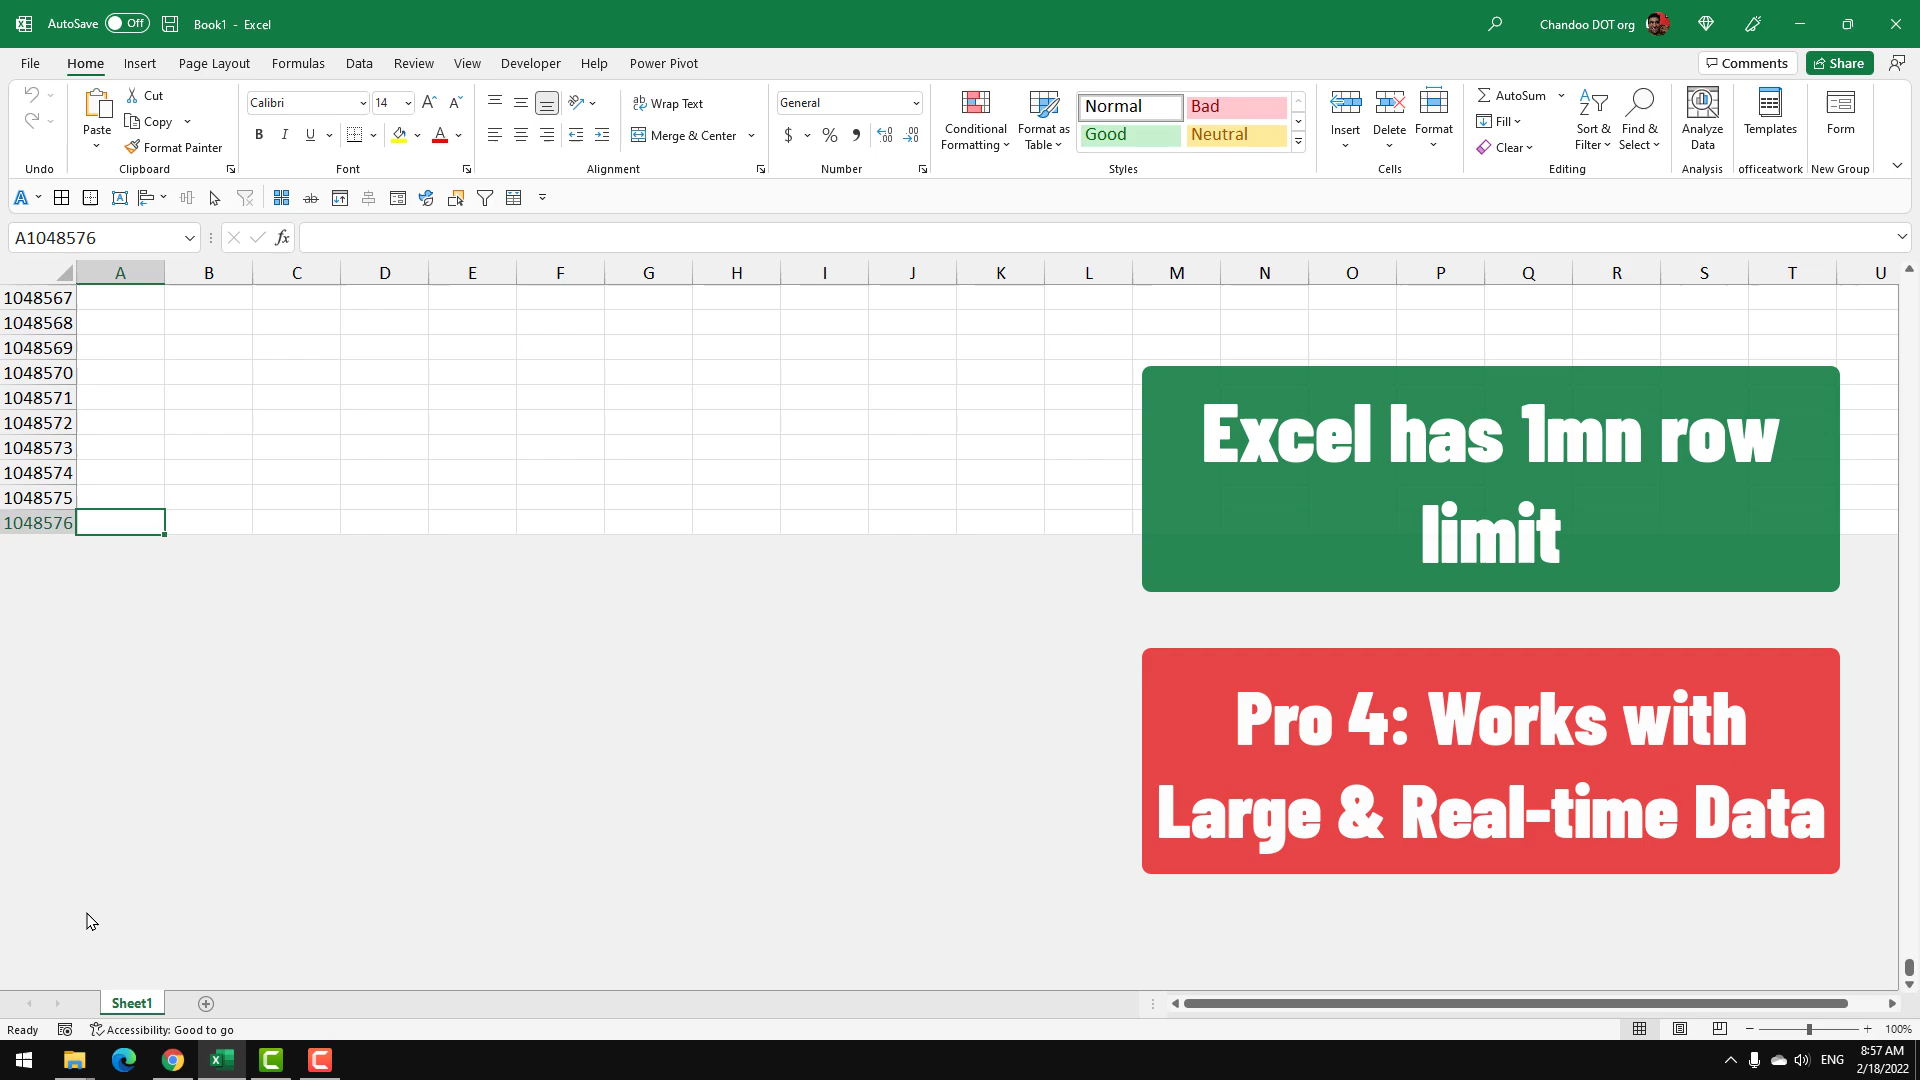 AutoSave Off Book1 - Excel Chandoo DOT org
File Home Insert Page Layout Formulas Data Review View Developer Help Power Pivot Comments Share
Paste Cut Copy Format Painter
Undo Clipboard
Calibri 14
B I U A
Font
Wrap Text
Merge & Center
Alignment
General
$ %
Number
Conditional Formatting
Format as Table
Normal Bad
Good Neutral
Styles
Insert Delete Format
Cells
AutoSum
Fill
Clear
Sort & Filter
Find & Select
Editing
Analyze Data
Analysis
Templates
officeatwork
Form
New Group
A1048576 fx
A B C D E F G H I J K L M N O P Q R S T U
1048567
1048568
1048569
1048570
1048571
1048572
1048573
1048574
1048575
1048576
Excel has 1mn row
limit
Pro 4: Works with
Large & Real-time Data
Sheet1
Ready Accessibility: Good to go 100%
ENG 8:57 AM
2/18/2022